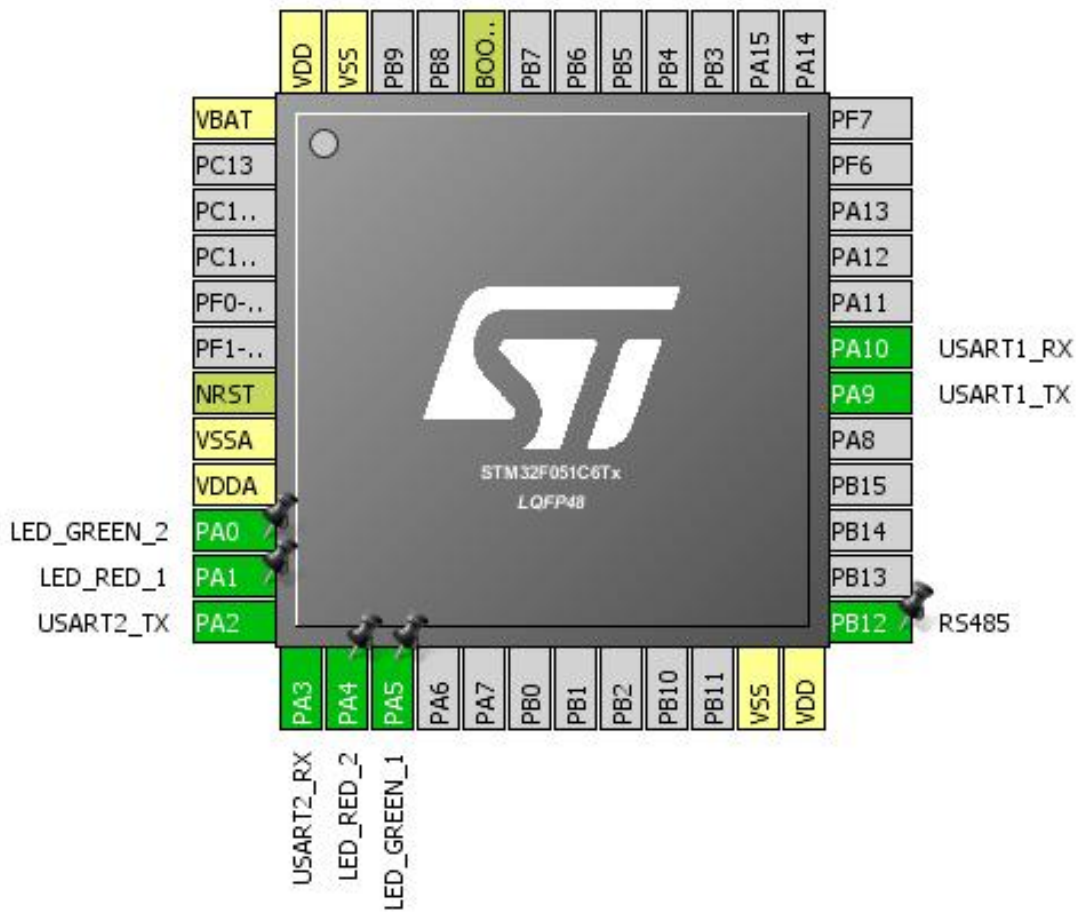 VDD
VSS
PB9
PB8
BOO..
PB7
PB6
PB5
PB4
PB3
PA15
PA14
VBAT
PC13
PC1..
PC1..
PF0-..
PF1-..
NRST
VSSA
VDDA
LED_GREEN_2 PA0
LED_RED_1 PA1
USART2_TX PA2
PF7
PF6
PA13
PA12
PA11
PA10 USART1_RX
PA9 USART1_TX
PA8
PB15
PB14
PB13
PB12 RS485
ST
STM32F051C6Tx
LQFP48
PA3
PA4
PA5
PA6
PA7
PB0
PB1
PB2
PB10
PB11
VSS
VDD
USART2_RX
LED_RED_2
LED_GREEN_1